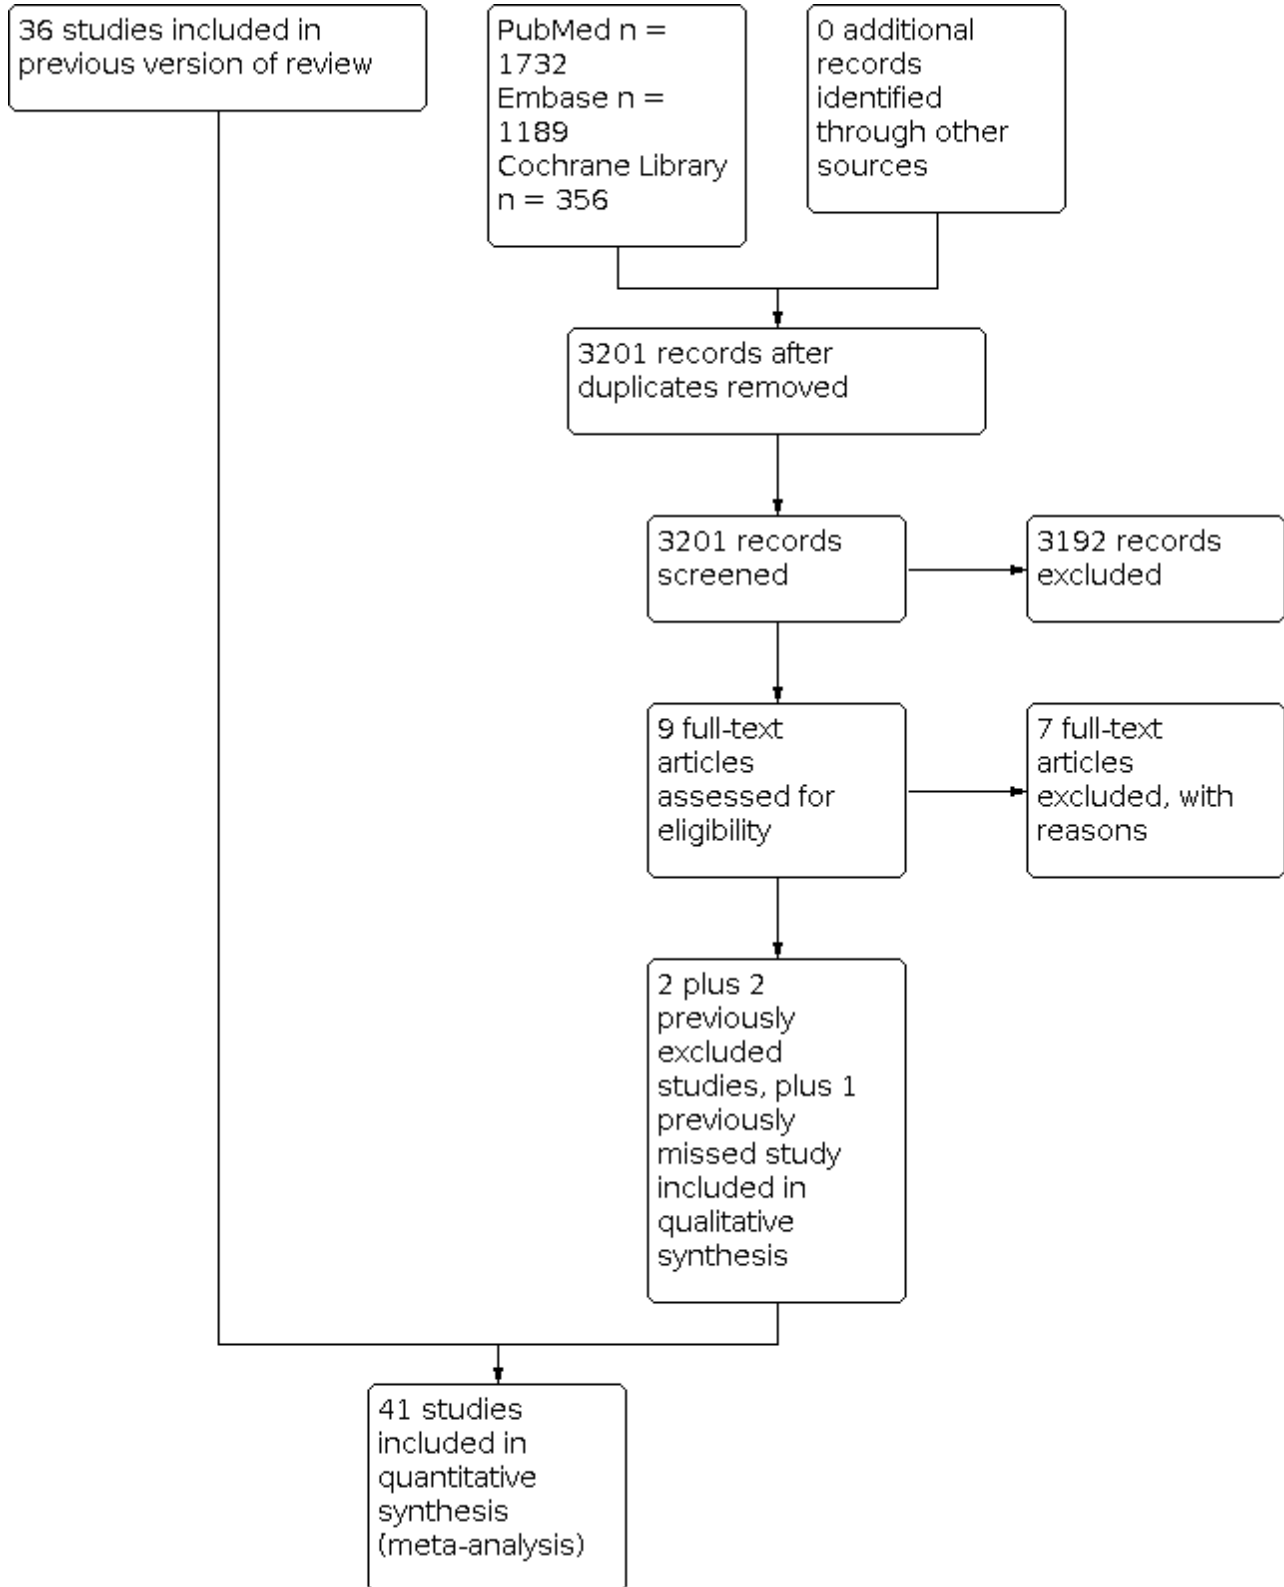 36 studies included in
previous version of review
PubMed n =
1732
Embase n =
1189
Cochrane Library
n = 356
0 additional
records
identified
through other
sources
3201 records after
duplicates removed
3201 records
screened
3192 records
excluded
9 full-text
articles
assessed for
eligibility
7 full-text
articles
excluded, with
reasons
2 plus 2
previously
excluded
studies, plus 1
previously
missed study
included in
qualitative
synthesis
41 studies
included in
quantitative
synthesis
(meta-analysis)